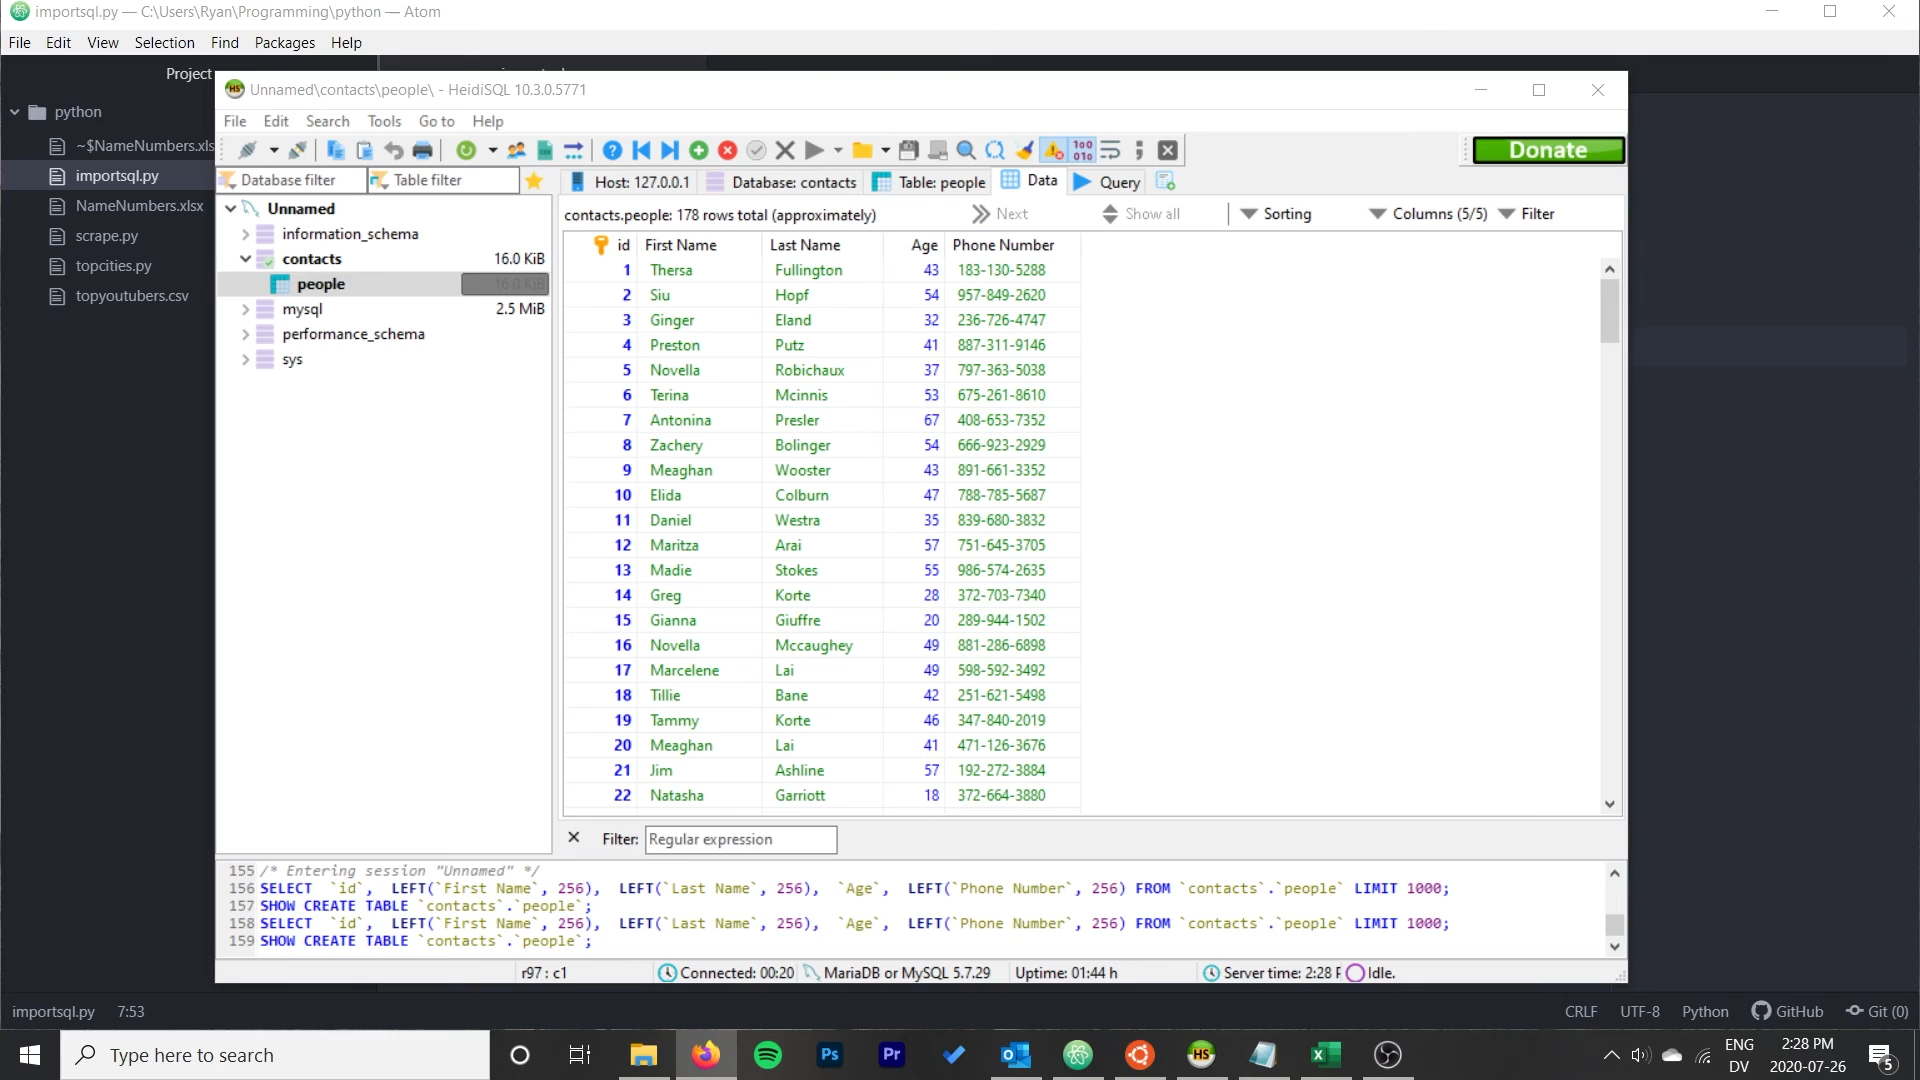 importsql.py — C:\Users\Ryan\Programming\python — Atom
File Edit View Selection Find Packages Help
Project
python
~$NameNumbers.xls
importsql.py
NameNumbers.xlsx
scrape.py
topcities.py
topyoutubers.csv
Unnamed\contacts\people\ - HeidiSQL 10.3.0.5771
File Edit Search Tools Go to Help
Donate
Database filter Table filter
Host: 127.0.0.1 Database: contacts Table: people Data Query
Unnamed
information_schema
contacts 16.0 KiB
people 16.0 KiB
mysql 2.5 MiB
performance_schema
sys
contacts.people: 178 rows total (approximately) Next Show all Sorting Columns (5/5) Filter
id First Name Last Name Age Phone Number
1 Thersa Fullington 43 183-130-5288
2 Siu Hopf 54 957-849-2620
3 Ginger Eland 32 236-726-4747
4 Preston Putz 41 887-311-9146
5 Novella Robichaux 37 797-363-5038
6 Terina Mcinnis 53 675-261-8610
7 Antonina Presler 67 408-653-7352
8 Zachery Bolinger 54 666-923-2929
9 Meaghan Wooster 43 891-661-3352
10 Elida Colburn 47 788-785-5687
11 Daniel Westra 35 839-680-3832
12 Maritza Arai 57 751-645-3705
13 Madie Stokes 55 986-574-2635
14 Greg Korte 28 372-703-7340
15 Gianna Giuffre 20 289-944-1502
16 Novella Mccaughey 49 881-286-6898
17 Marcelene Lai 49 598-592-3492
18 Tillie Bane 42 251-621-5498
19 Tammy Korte 46 347-840-2019
20 Meaghan Lai 41 471-126-3676
21 Jim Ashline 57 192-272-3884
22 Natasha Garriott 18 372-664-3880
Filter: Regular expression
155 /* Entering session "Unnamed" */
156 SELECT `id`, LEFT(`First Name`, 256), LEFT(`Last Name`, 256), `Age`, LEFT(`Phone Number`, 256) FROM `contacts`.`people` LIMIT 1000;
157 SHOW CREATE TABLE `contacts`.`people`;
158 SELECT `id`, LEFT(`First Name`, 256), LEFT(`Last Name`, 256), `Age`, LEFT(`Phone Number`, 256) FROM `contacts`.`people` LIMIT 1000;
159 SHOW CREATE TABLE `contacts`.`people`;
r97 : c1 Connected: 00:20 MariaDB or MySQL 5.7.29 Uptime: 01:44 h Server time: 2:28 P Idle.
importsql.py 7:53 CRLF UTF-8 Python GitHub Git (0)
Type here to search
Ps
Pr
HS
ENG
DV
2:28 PM
2020-07-26
5